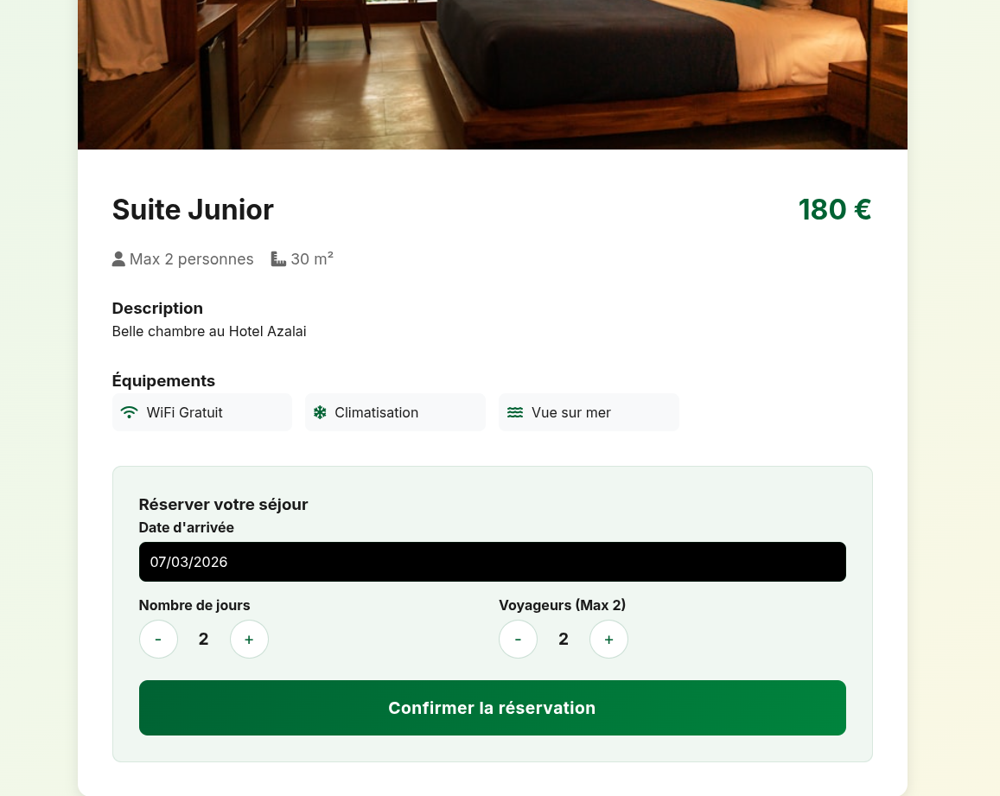 Suite Junior
180 €
Max 2 personnes
30 m²
Description
Belle chambre au Hotel Azalai
Équipements
WiFi Gratuit
Climatisation
Vue sur mer
Réserver votre séjour
Date d'arrivée
07/03/2026
Nombre de jours
Voyageurs (Max 2)
- 2 +
- 2 +
Confirmer la réservation